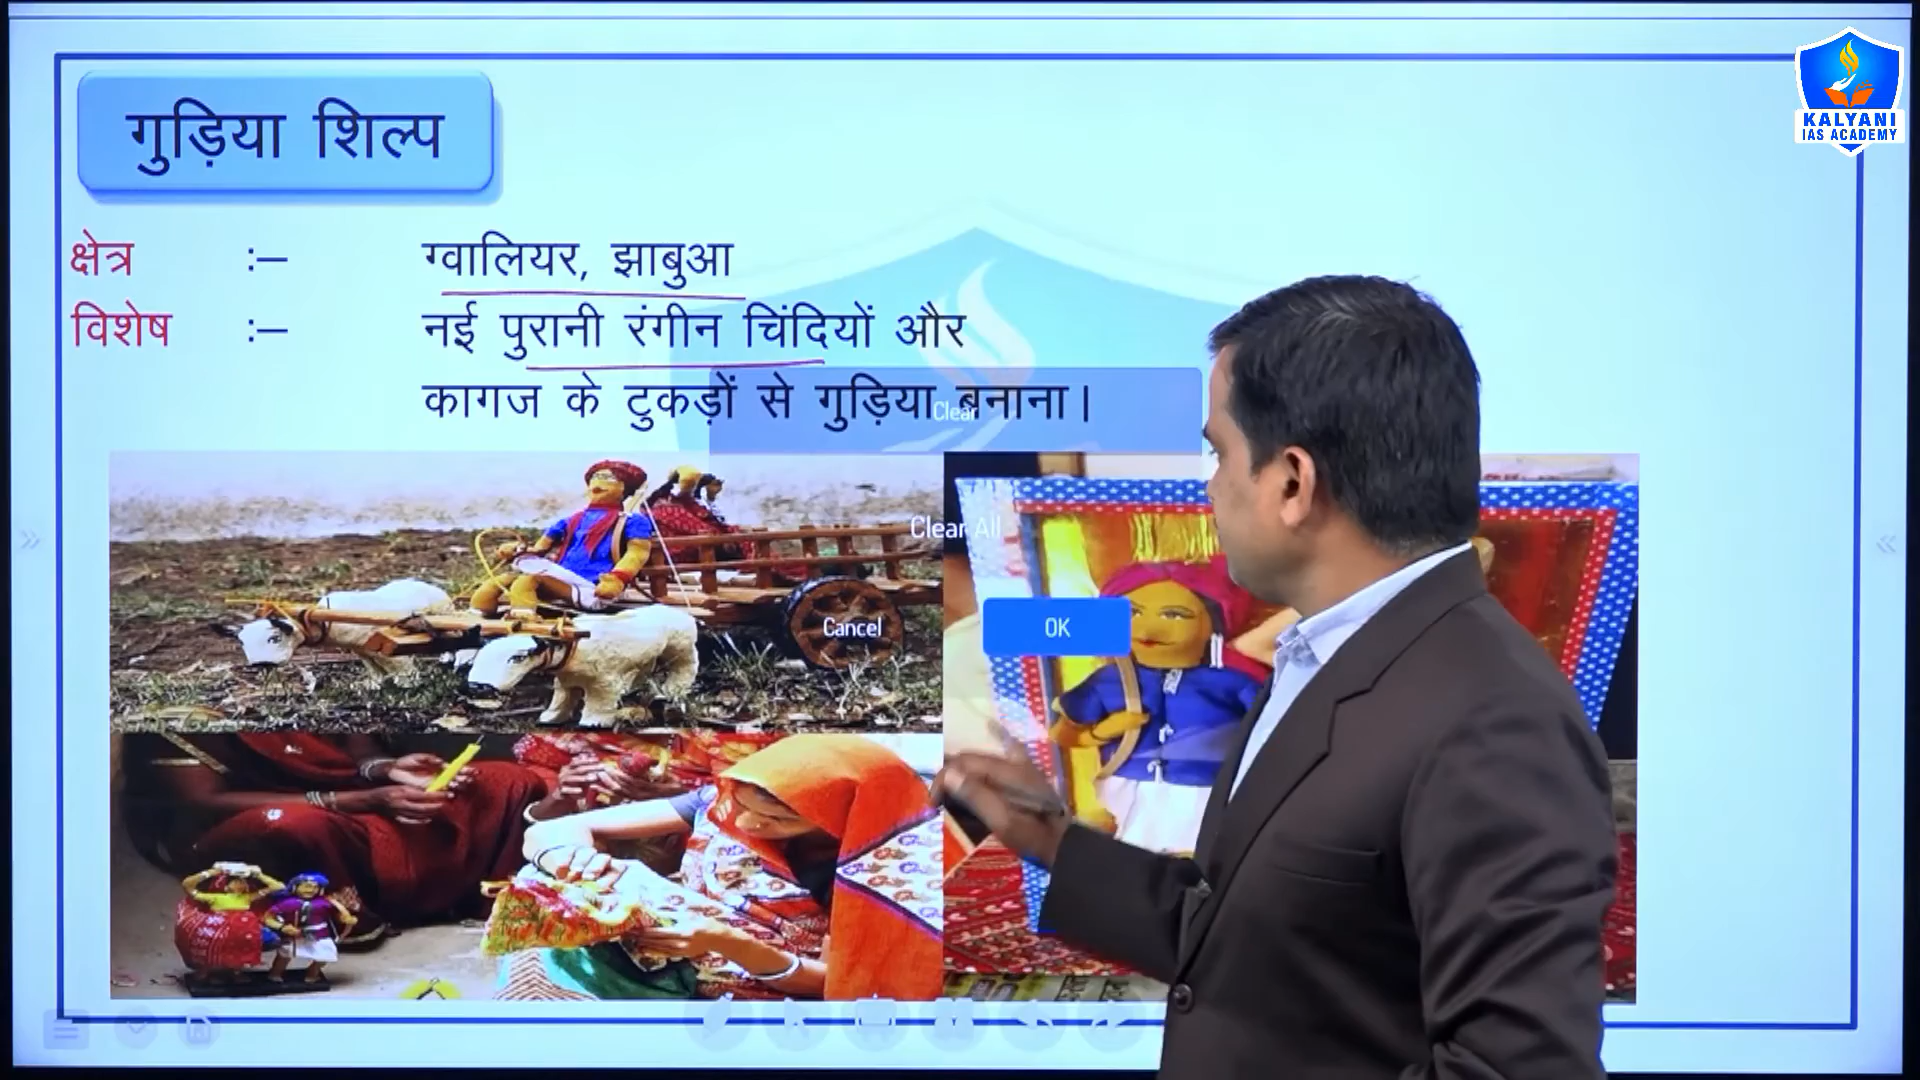 KALYANI
IAS ACADEMY
गुड़िया शिल्प
क्षेत्र :– ग्वालियर, झाबुआ
विशेष :– नई पुरानी रंगीन चिंदियों और
कागज के टुकड़ों से गुड़िया बनाना।
Clear
Clear All
Cancel
OK